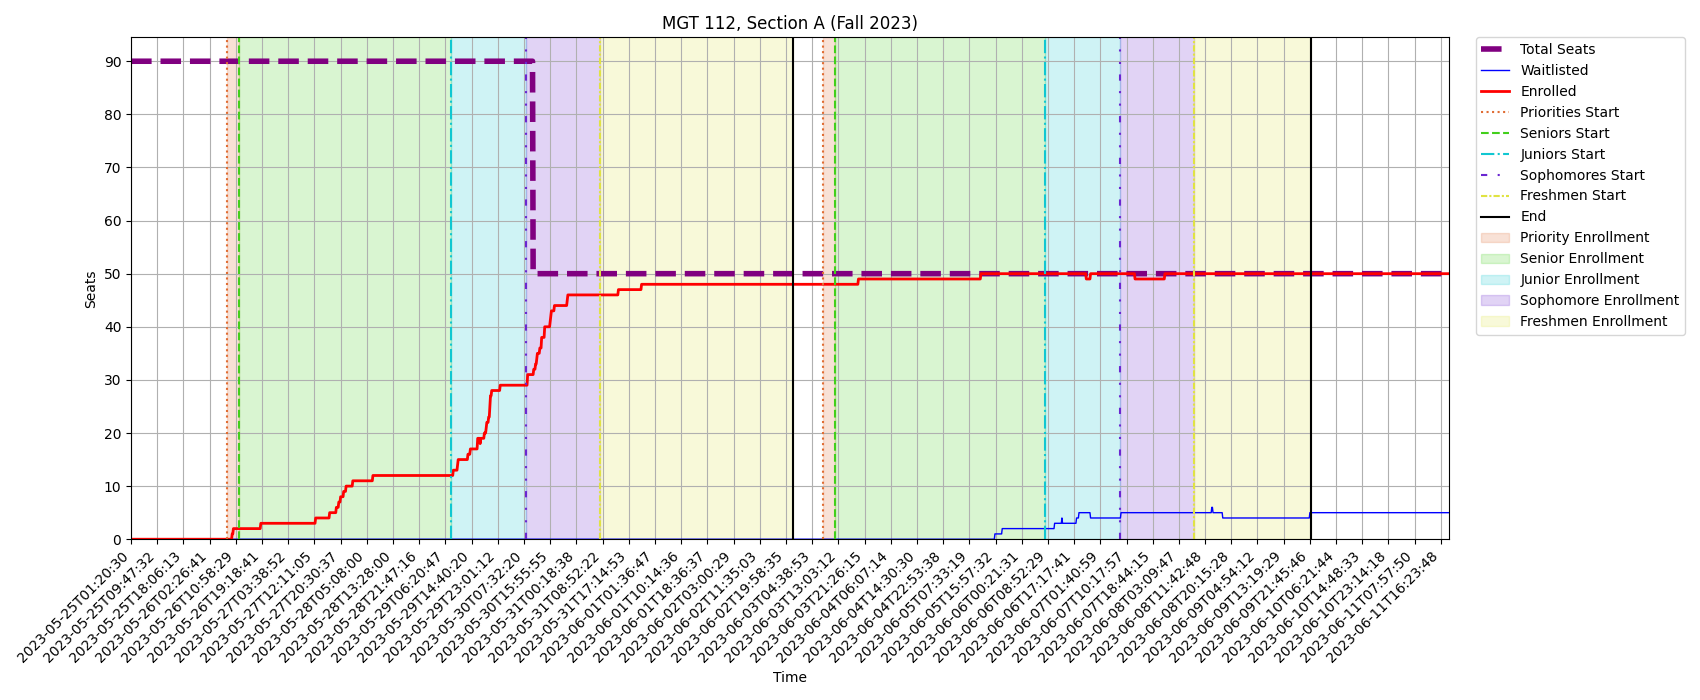 MGT 112, Section A (Fall 2023)
Seats
90
80
70
60
50
40
30
20
10
0
2023-05-25T01:20:30
2023-05-25T09:47:32
2023-05-25T18:06:13
2023-05-26T02:26:41
2023-05-26T10:58:29
2023-05-26T19:18:41
2023-05-27T03:38:52
2023-05-27T12:11:05
2023-05-27T20:30:37
2023-05-28T05:08:00
2023-05-28T13:28:00
2023-05-28T21:47:16
2023-05-29T06:20:47
2023-05-29T14:40:20
2023-05-29T23:01:12
2023-05-30T07:32:20
2023-05-30T15:55:55
2023-05-31T00:18:38
2023-05-31T08:52:22
2023-05-31T17:14:53
2023-06-01T01:36:47
2023-06-01T10:14:36
2023-06-01T18:36:37
2023-06-02T03:00:29
2023-06-02T11:35:03
2023-06-02T19:58:35
2023-06-03T04:38:53
2023-06-03T13:03:12
2023-06-03T21:26:15
2023-06-04T06:07:14
2023-06-04T14:30:30
2023-06-04T22:53:38
2023-06-05T07:33:19
2023-06-05T15:57:32
2023-06-06T00:21:31
2023-06-06T08:52:29
2023-06-06T17:17:41
2023-06-07T01:40:59
2023-06-07T10:17:57
2023-06-07T18:44:15
2023-06-08T03:09:47
2023-06-08T11:42:48
2023-06-08T20:15:28
2023-06-09T04:54:12
2023-06-09T13:19:29
2023-06-09T21:45:46
2023-06-10T06:21:44
2023-06-10T14:48:33
2023-06-10T23:14:18
2023-06-11T07:57:50
2023-06-11T16:23:48
Time
Total Seats
Waitlisted
Enrolled
Priorities Start
Seniors Start
Juniors Start
Sophomores Start
Freshmen Start
End
Priority Enrollment
Senior Enrollment
Junior Enrollment
Sophomore Enrollment
Freshmen Enrollment